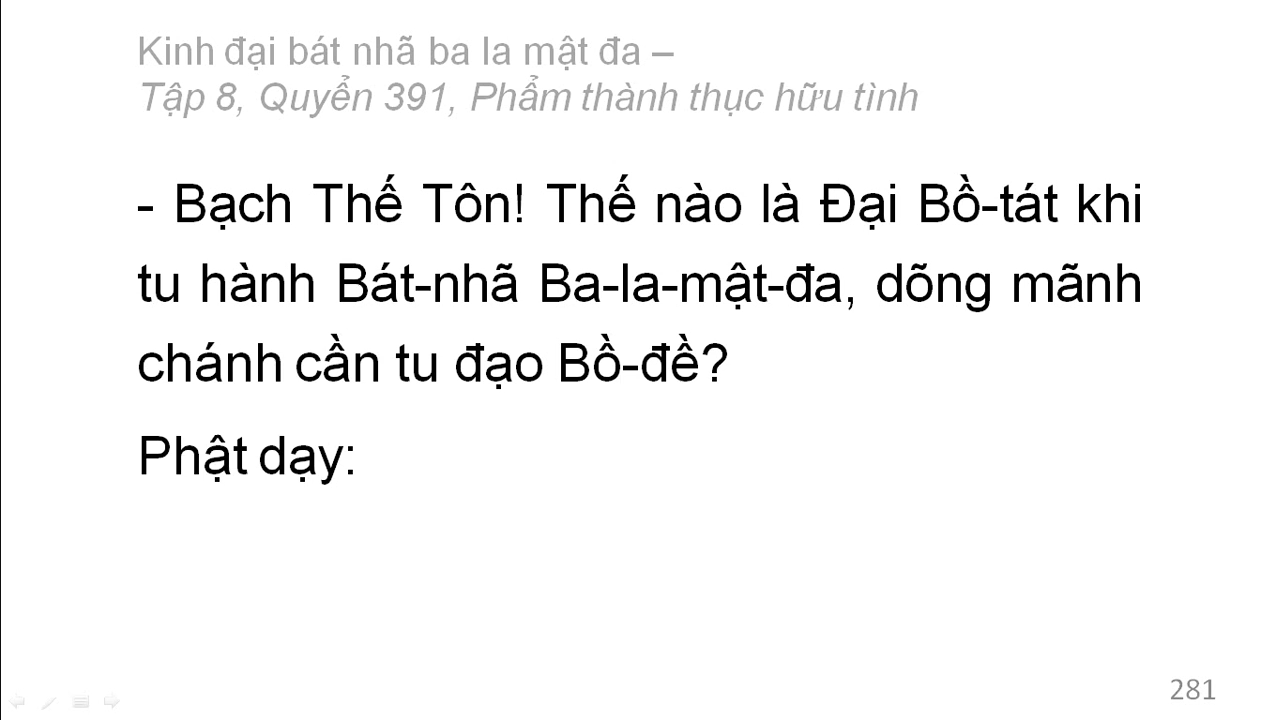 Kinh đại bát nhã ba la mật đa –
Tập 8, Quyển 391, Phẩm thành thục hữu tình
- Bạch Thế Tôn! Thế nào là Đại Bồ-tát khi
tu hành Bát-nhã Ba-la-mật-đa, dõng mãnh
chánh cần tu đạo Bồ-đề?
Phật dạy:
281